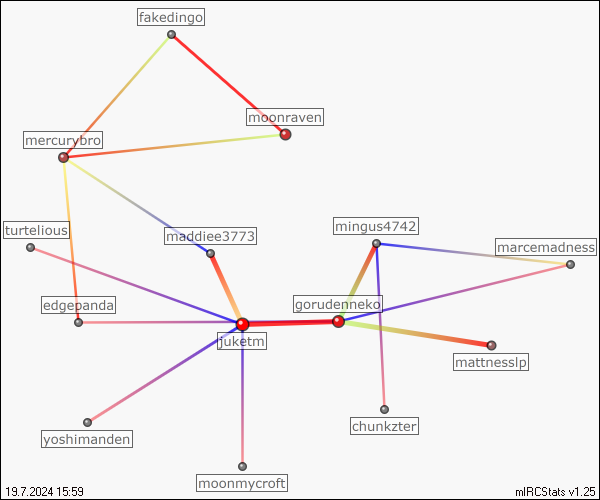 fakedingo
moonraven
mercurybro
turtelious
maddiee3773
mingus4742
marcemadness
edgepanda
gorudenneko
juketm
mattnesslp
chunkzter
yoshimanden
moonmycroft
19.7.2024 15:59
mIRCStats v1.25